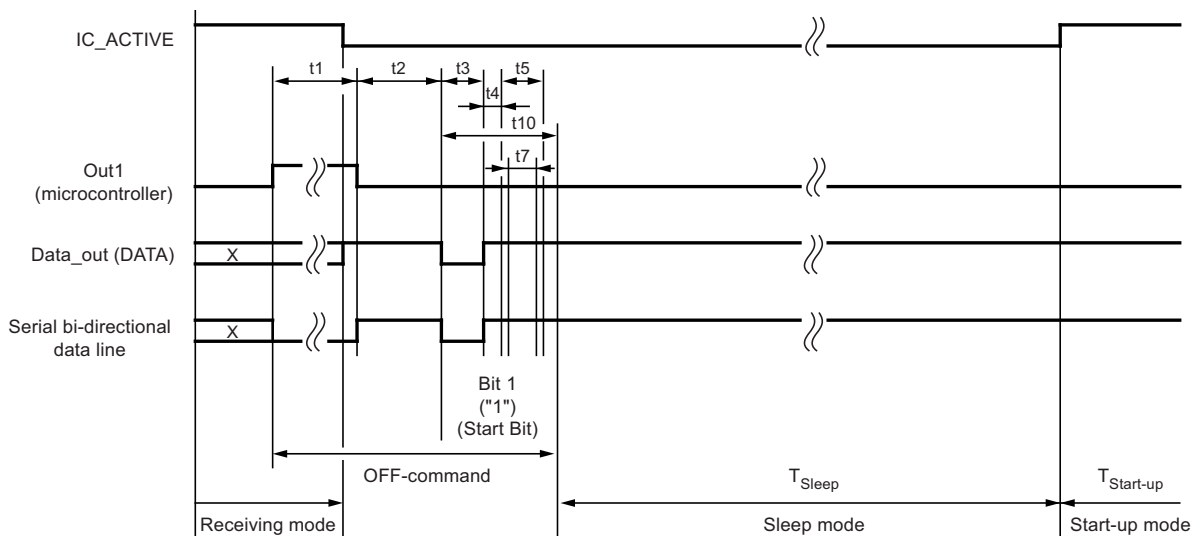 IC_ACTIVE
t1
t2
t3
t5
t4
t10
t7
Out1
(microcontroller)
Data_out (DATA)
X
Serial bi-directional
data line
X
Bit 1
("1")
(Start Bit)
OFF-command
TSleep
TStart-up
Receiving mode
Sleep mode
Start-up mode